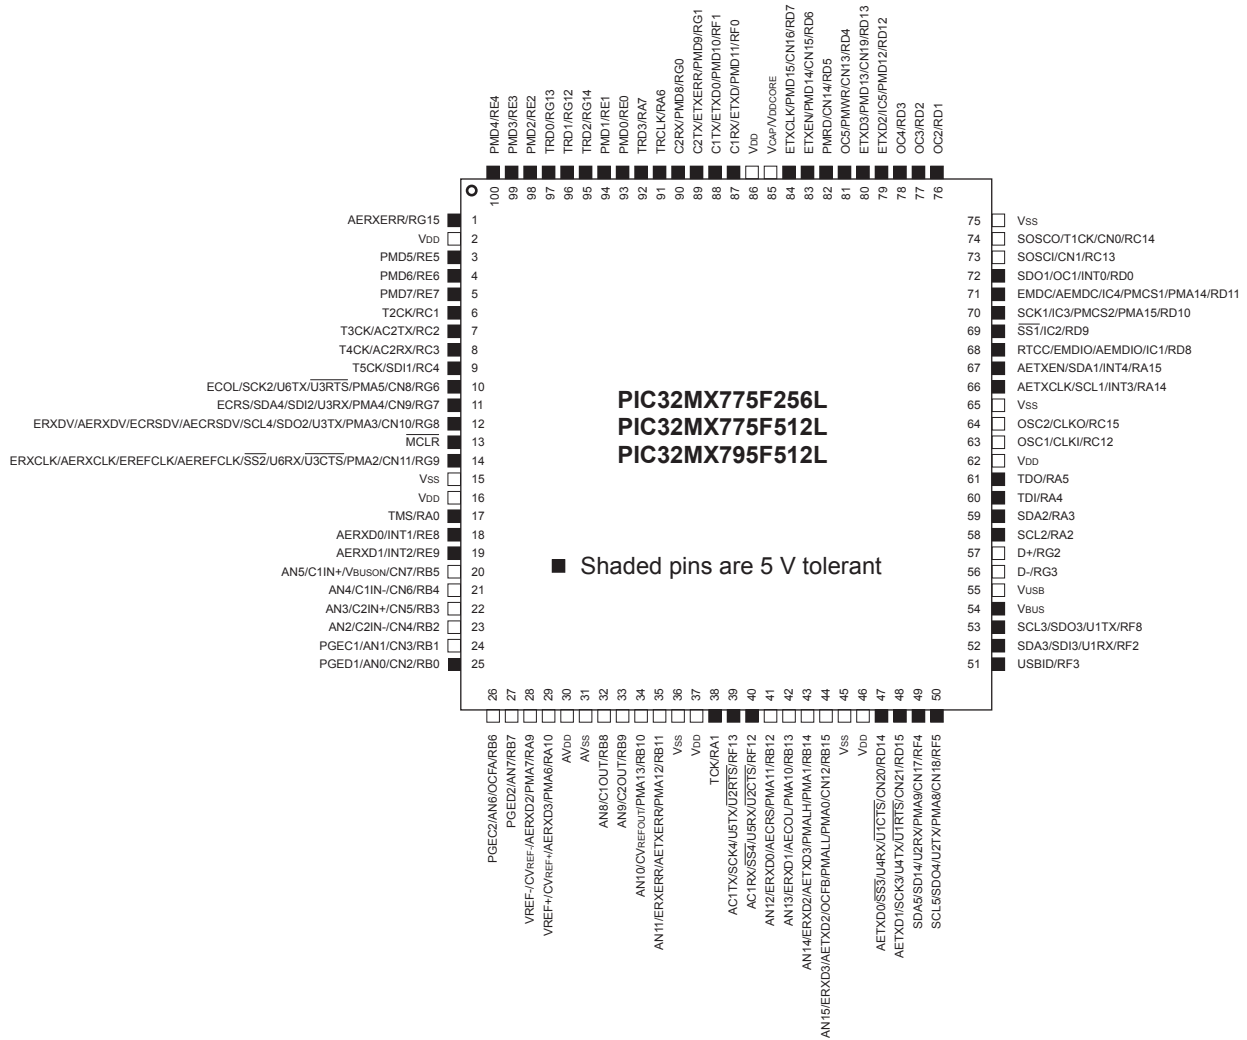 PMD4/RE4
PMD3/RE3
PMD2/RE2
TRD0/RG13
TRD1/RG12
TRD2/RG14
PMD1/RE1
PMD0/RE0
TRD3/RA7
TRCLK/RA6
C2RX/PMD8/RG0
C2TX/ETXERR/PMD9/RG1
C1TX/ETXD0/PMD10/RF1
C1RX/ETXD/PMD11/RF0
VDD
VCAP/VDDCORE
ETXCLK/PMD15/CN16/RD7
ETXEN/PMD14/CN15/RD6
PMRD/CN14/RD5
OC5/PMWR/CN13/RD4
ETXD3/PMD13/CN19/RD13
ETXD2/IC5/PMD12/RD12
OC4/RD3
OC3/RD2
OC2/RD1
100
99
98
97
96
95
94
93
92
91
90
89
88
87
86
85
84
83
82
81
80
79
78
77
76
AERXERR/RG15 1
VDD 2
PMD5/RE5 3
PMD6/RE6 4
PMD7/RE7 5
T2CK/RC1 6
T3CK/AC2TX/RC2 7
T4CK/AC2RX/RC3 8
T5CK/SDI1/RC4 9
ECOL/SCK2/U6TX/U3RTS/PMA5/CN8/RG6 10
ECRS/SDA4/SDI2/U3RX/PMA4/CN9/RG7 11
ERXDV/AERXDV/ECRSDV/AECRSDV/SCL4/SDO2/U3TX/PMA3/CN10/RG8 12
MCLR 13
ERXCLK/AERXCLK/EREFCLK/AEREFCLK/SS2/U6RX/U3CTS/PMA2/CN11/RG9 14
VSS 15
VDD 16
TMS/RA0 17
AERXD0/INT1/RE8 18
AERXD1/INT2/RE9 19
AN5/C1IN+/VBUSON/CN7/RB5 20
AN4/C1IN-/CN6/RB4 21
AN3/C2IN+/CN5/RB3 22
AN2/C2IN-/CN4/RB2 23
PGEC1/AN1/CN3/RB1 24
PGED1/AN0/CN2/RB0 25
PIC32MX775F256L
PIC32MX775F512L
PIC32MX795F512L
Shaded pins are 5 V tolerant
75 VSS
74 SOSCO/T1CK/CN0/RC14
73 SOSCI/CN1/RC13
72 SDO1/OC1/INT0/RD0
71 EMDC/AEMDC/IC4/PMCS1/PMA14/RD11
70 SCK1/IC3/PMCS2/PMA15/RD10
69 SS1/IC2/RD9
68 RTCC/EMDIO/AEMDIO/IC1/RD8
67 AETXEN/SDA1/INT4/RA15
66 AETXCLK/SCL1/INT3/RA14
65 VSS
64 OSC2/CLKO/RC15
63 OSC1/CLKI/RC12
62 VDD
61 TDO/RA5
60 TDI/RA4
59 SDA2/RA3
58 SCL2/RA2
57 D+/RG2
56 D-/RG3
55 VUSB
54 VBUS
53 SCL3/SDO3/U1TX/RF8
52 SDA3/SDI3/U1RX/RF2
51 USBID/RF3
26
27
28
29
30
31
32
33
34
35
36
37
38
39
40
41
42
43
44
45
46
47
48
49
50
PGEC2/AN6/OCFA/RB6
PGED2/AN7/RB7
VREF-/CVREF-/AERXD2/PMA7/RA9
VREF+/CVREF+/AERXD3/PMA6/RA10
AVDD
AVSS
AN8/C1OUT/RB8
AN9/C2OUT/RB9
AN10/CVREFOUT/PMA13/RB10
AN11/ERXERR/AETXERR/PMA12/RB11
VSS
VDD
TCK/RA1
AC1TX/SCK4/U5TX/U2RTS/RF13
AC1RX/SS4/U5RX/U2CTS/RF12
AN12/ERXD0/AECRS/PMA11/RB12
AN13/ERXD1/AECOL/PMA10/RB13
AN14/ERXD2/AETXD3/PMALH/PMA1/RB14
AN15/ERXD3/AETXD2/OCFB/PMALL/PMA0/CN12/RB15
VSS
VDD
AETXD0/SS3/U4RX/U1CTS/CN20/RD14
AETXD1/SCK3/U4TX/U1RTS/CN21/RD15
SDA5/SD14/U2RX/PMA9/CN17/RF4
SCL5/SDO4/U2TX/PMA8/CN18/RF5